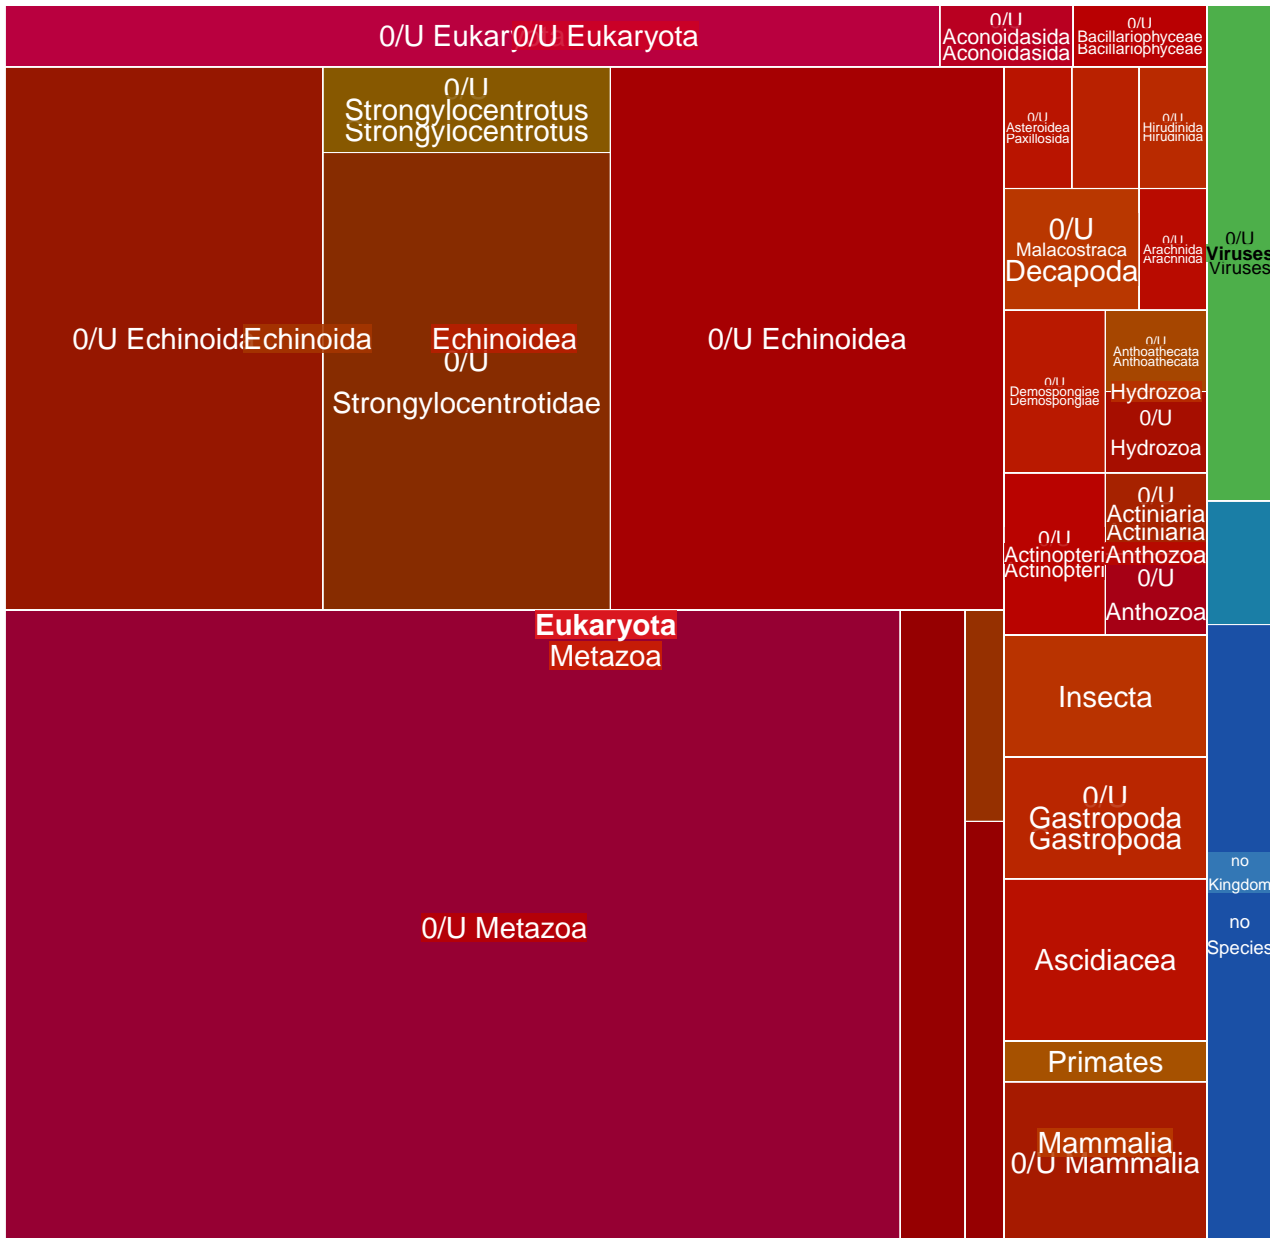 0/U Eukaryota
0/U Eukaryota
0/U
Aconoidasida
Aconoidasida
0/U
Bacillariophyceae
Bacillariophyceae
0/U
Strongylocentrotus
Strongylocentrotus
0/U
Asteroidea
Paxillosida
0/U
Hirudinida
Hirudinida
0/U
Malacostraca
Decapoda
0/U
Arachnida
Arachnida
0/U
Viruses
Viruses
0/U Echinoida
Echinoida
Echinoidea
0/U
Strongylocentrotidae
0/U Echinoidea
0/U
Demospongiae
Demospongiae
0/U
Anthoathecata
Anthoathecata
Hydrozoa
0/U
Hydrozoa
0/U
Actinopteri
Actinopteri
0/U
Actiniaria
Actiniaria
Anthozoa
0/U
Anthozoa
Eukaryota
Metazoa
Insecta
0/U
Gastropoda
Gastropoda
no
Kingdom
no
Species
0/U Metazoa
Ascidiacea
Primates
Mammalia
0/U Mammalia